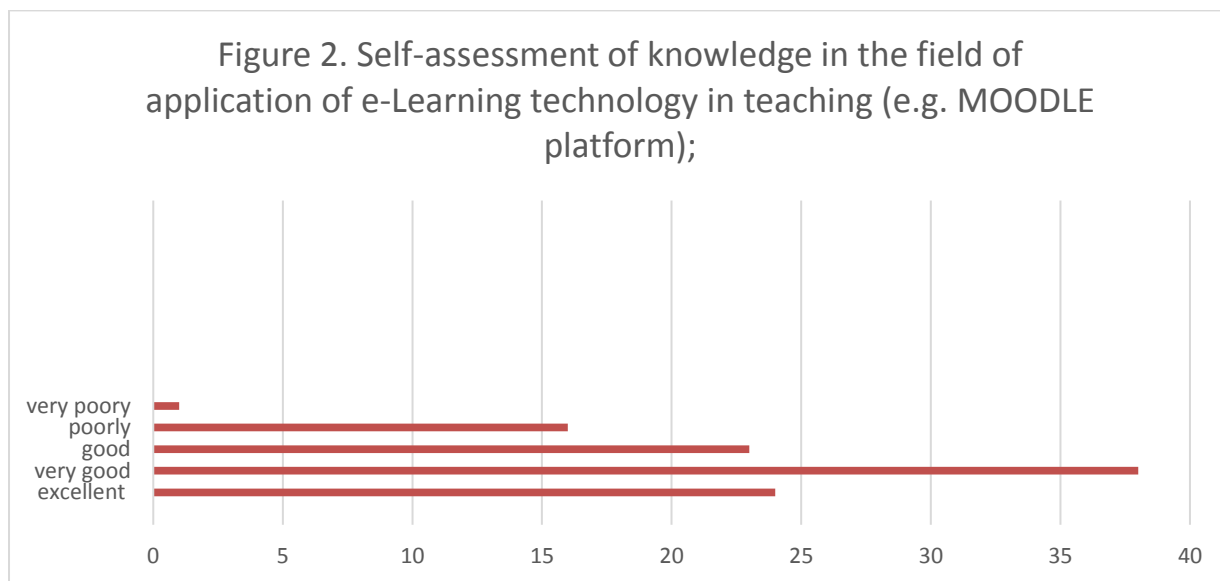 Figure 2. Self-assessment of knowledge in the field of
application of e-Learning technology in teaching (e.g. MOODLE
platform);
very poory
poorly
good
very good
excellent
0 5 10 15 20 25 30 35 40